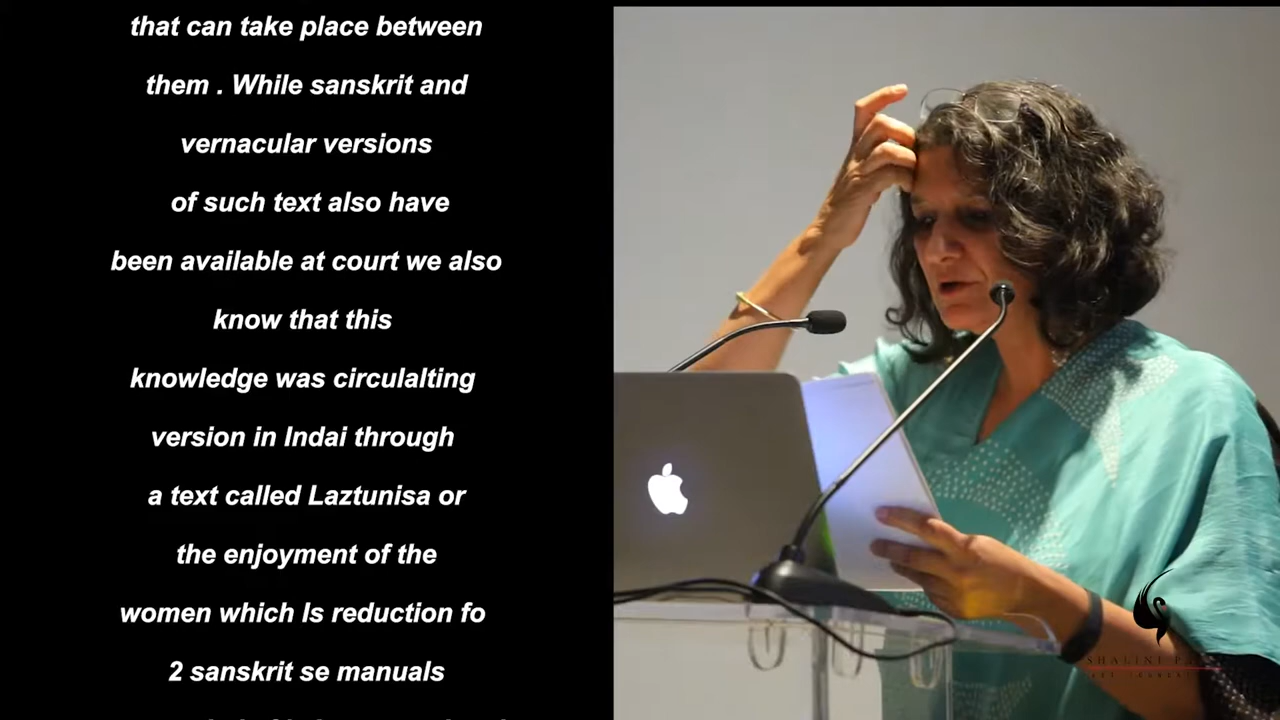 that can take place between
them . While sanskrit and
vernacular versions
of such text also have
been available at court we also
know that this
knowledge was circulalting
version in Indai through
a text called Laztunisa or
the enjoyment of the
women which Is reduction fo
2 sanskrit se manuals
SHALINI